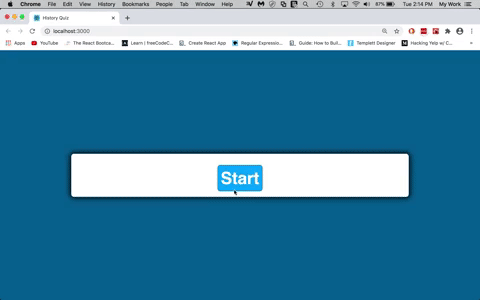 Chrome File Edit View History Bookmarks People Tab Window Help 87% Tue 2:14 PM My Work
History Quiz
localhost:3000
Apps YouTube The React Bootc... Learn | freeCodeC... Create React App Regular Expressio... Guide: How to Buil... Templett Designer Hacking Yelp w/ C...
Start